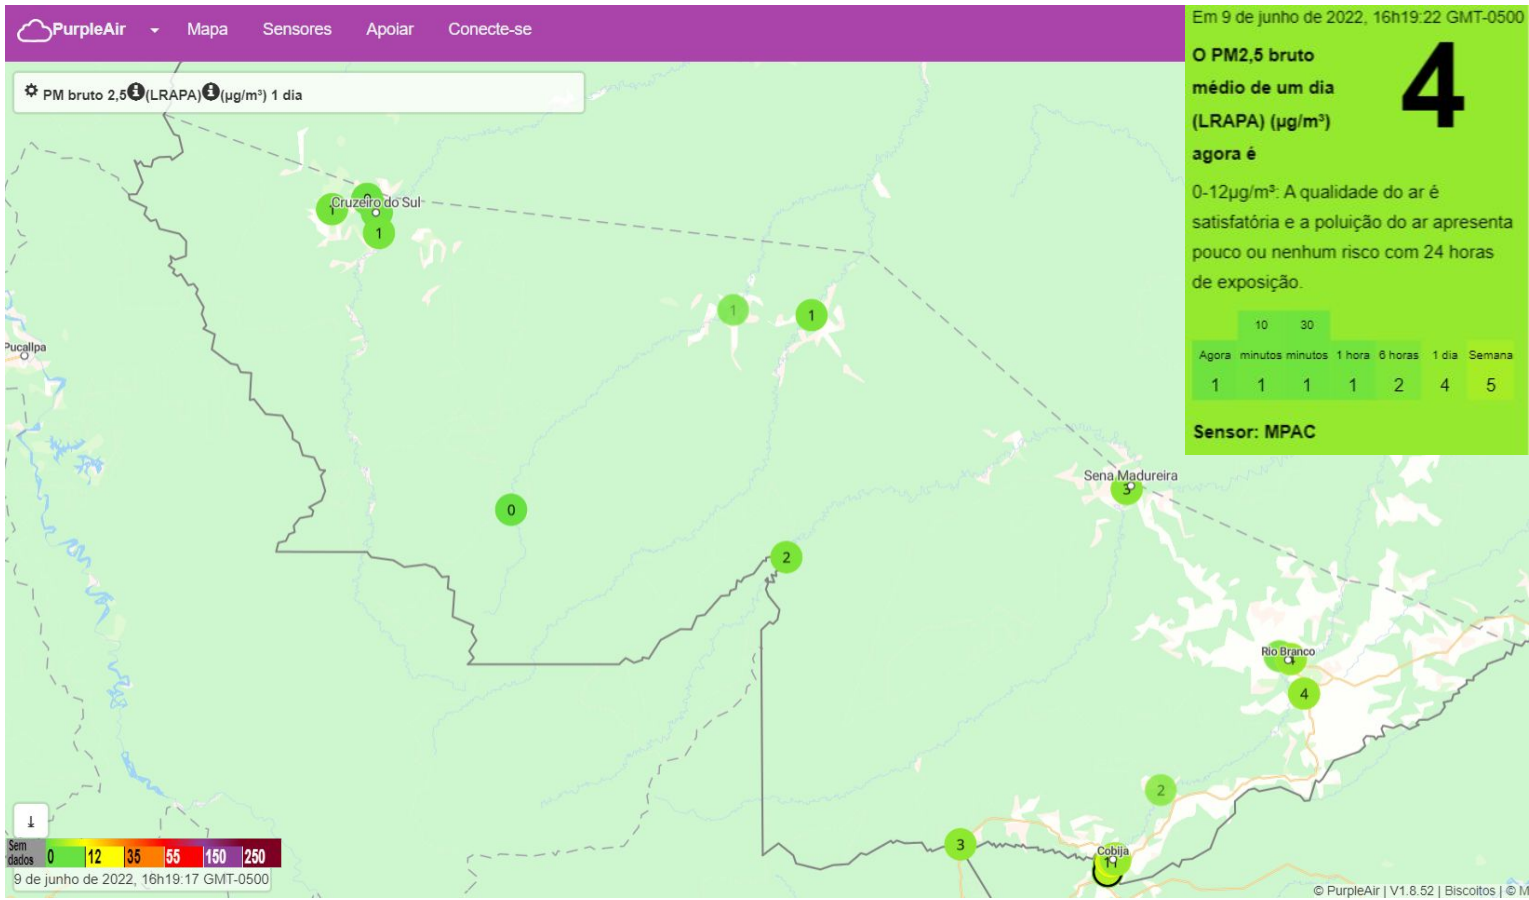 PurpleAir Mapa Sensores Apoiar Conecte-se
PM bruto 2,5 (LRAPA) (µg/m³) 1 dia
Em 9 de junho de 2022, 16h19:22 GMT-0500
O PM2,5 bruto
médio de um dia
(LRAPA) (µg/m³)
agora é
4
0-12µg/m³: A qualidade do ar é
satisfatória e a poluição do ar apresenta
pouco ou nenhum risco com 24 horas
de exposição.
10 30
Agora minutos minutos 1 hora 6 horas 1 dia Semana
1 1 1 1 2 4 5
Sensor: MPAC
Cruzeiro do Sul
1
1
1
1
Pucallpa
Sena Madureira
3
0
2
Rio Branco
4
2
3
Cobija
11
Sem
dados
0 12 35 55 150 250
9 de junho de 2022, 16h19:17 GMT-0500
© PurpleAir | V1.8.52 | Biscoitos | © M